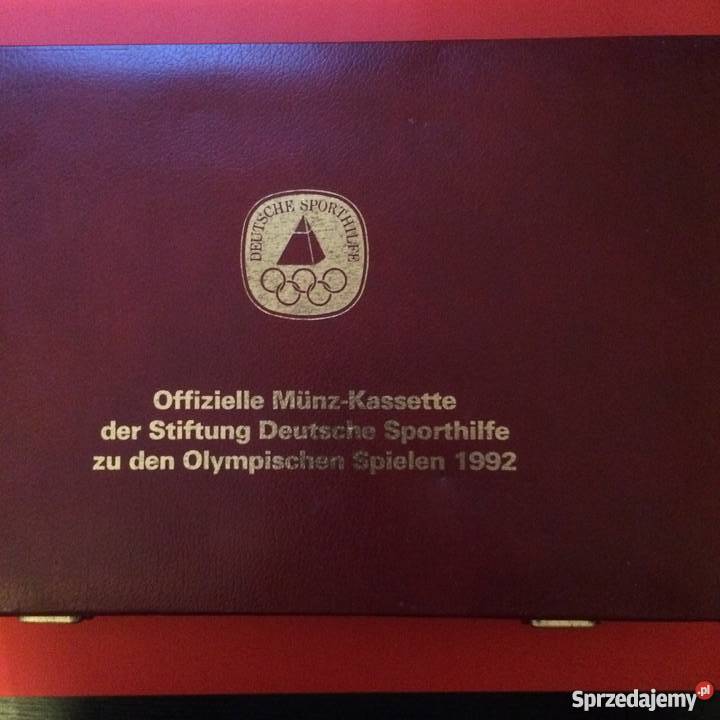 DEUTSCHE SPORTHILFE
Offizielle Münz-Kassette
der Stiftung Deutsche Sporthilfe
zu den Olympischen Spielen 1992
Sprzedajemy.pl